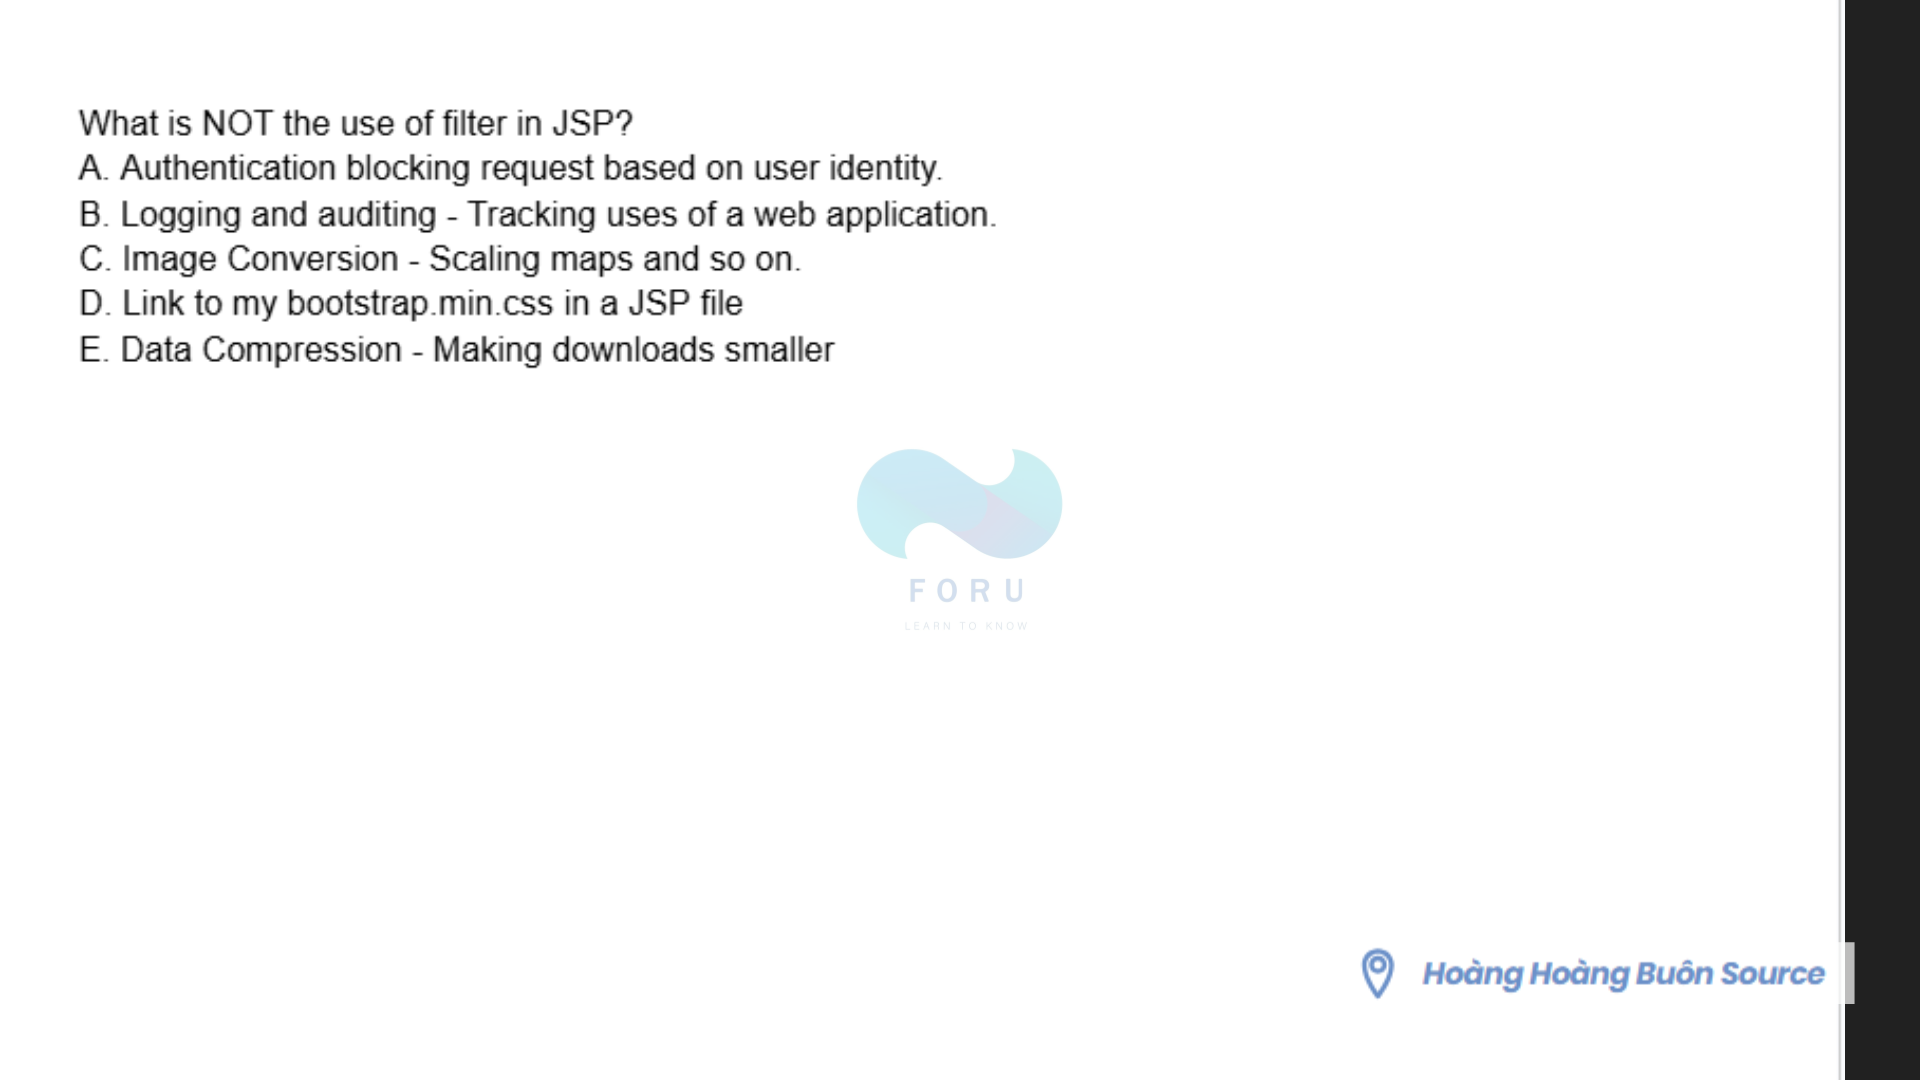 What is NOT the use of filter in JSP?
A. Authentication blocking request based on user identity.
B. Logging and auditing - Tracking uses of a web application.
C. Image Conversion - Scaling maps and so on.
D. Link to my bootstrap.min.css in a JSP file
E. Data Compression - Making downloads smaller
FORU
LEARN TO KNOW
Hoàng Hoàng Buôn Source